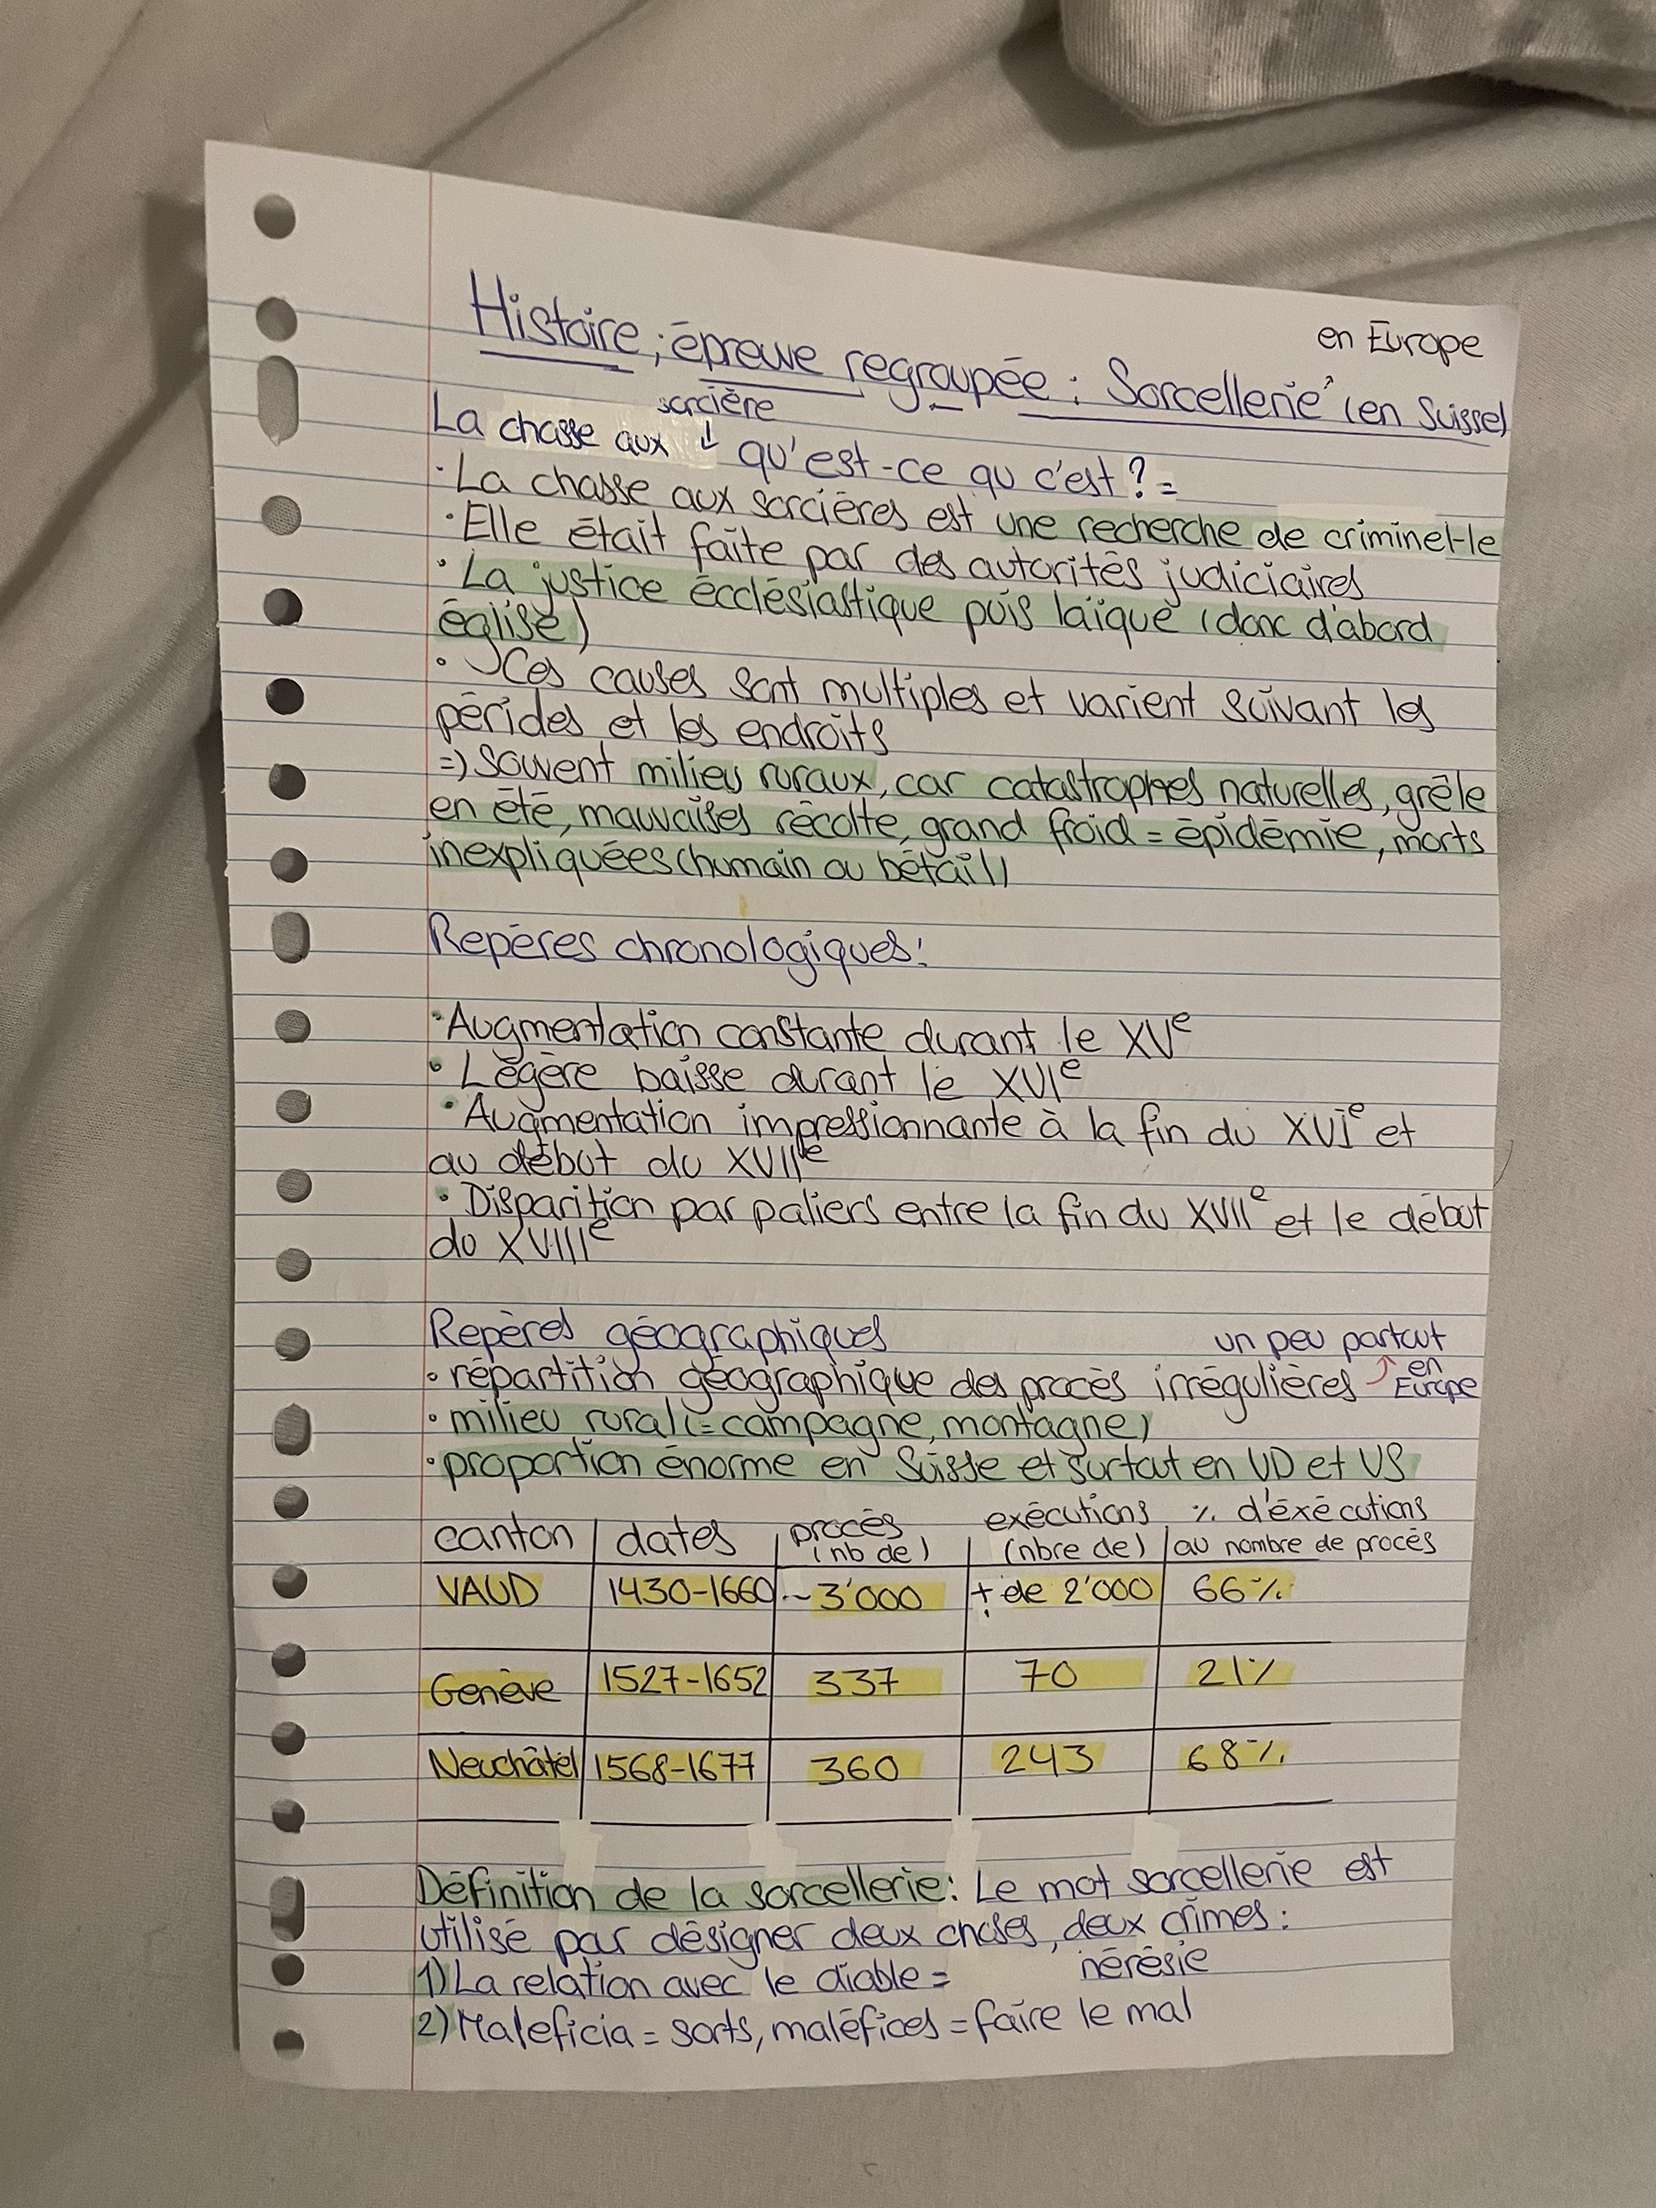 en Europe
Histoire, épreuve regroupée : Sorcellerie (en Suisse)
sorcière
La chasse aux ↓ qu'est-ce qu c'est ? =
· La chasse aux sorcières est une recherche de criminel-le
· Elle était faite par des autorités judiciaires
· La justice écclésiastique puis laïque (donc d'abord
église)
· Ces causes sont multiples et varient suivant les
pérides et les endroits
=> Souvent milieu ruraux, car catastrophes naturelles, grêle
en été, mauvaises récolte, grand froid = épidémie, morts
inexpliquées (humain ou bétail)
Repères chronologiques :
· Augmentation constante durant le XVe
· Légère baisse durant le XVIe
· Augmentation impressionnante à la fin du XVIe et
au début du XVIIe
· Disparition par paliers entre la fin du XVIIe et le début
du XVIIIe
Repères géographiques
un peu partout
· répartition géographique des procès irrégulières ↗ en
Europe
· milieu rural (= campagne, montagne)
· proportion énorme en Suisse et surtout en VD et VS
canton | dates | procès (nb de) | exécutions (nbre de) | % d'éxécutions au nombre de procès
VAUD | 1430-1660 | ~3'000 | + de 2'000 | 66%
Genève | 1527-1652 | 337 | 70 | 21%
Neuchâtel | 1568-1677 | 360 | 243 | 68%
Définition de la sorcellerie : Le mot sorcellerie est
utilisé par désigner deux choses, deux crimes :
1) La relation avec le diable = hérésie
2) Maleficia = sorts, maléfices = faire le mal